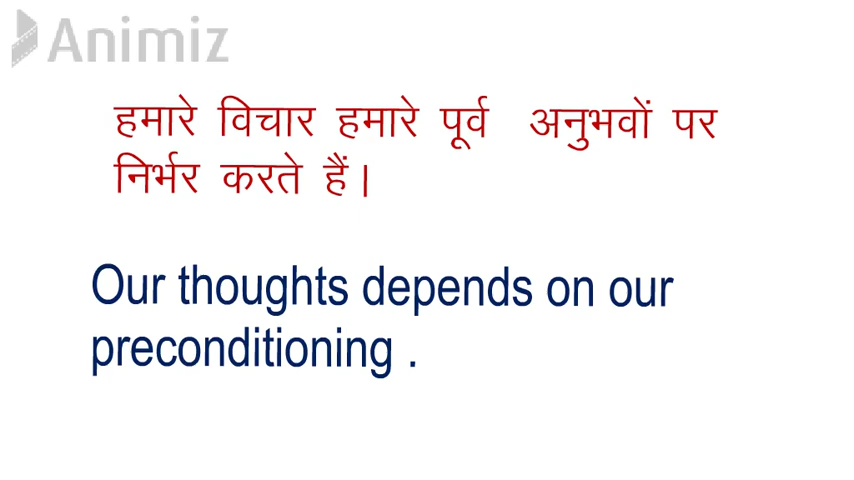 Animiz
हमारे विचार हमारे पूर्व अनुभवों पर
निर्भर करते हैं।
Our thoughts depends on our
preconditioning .